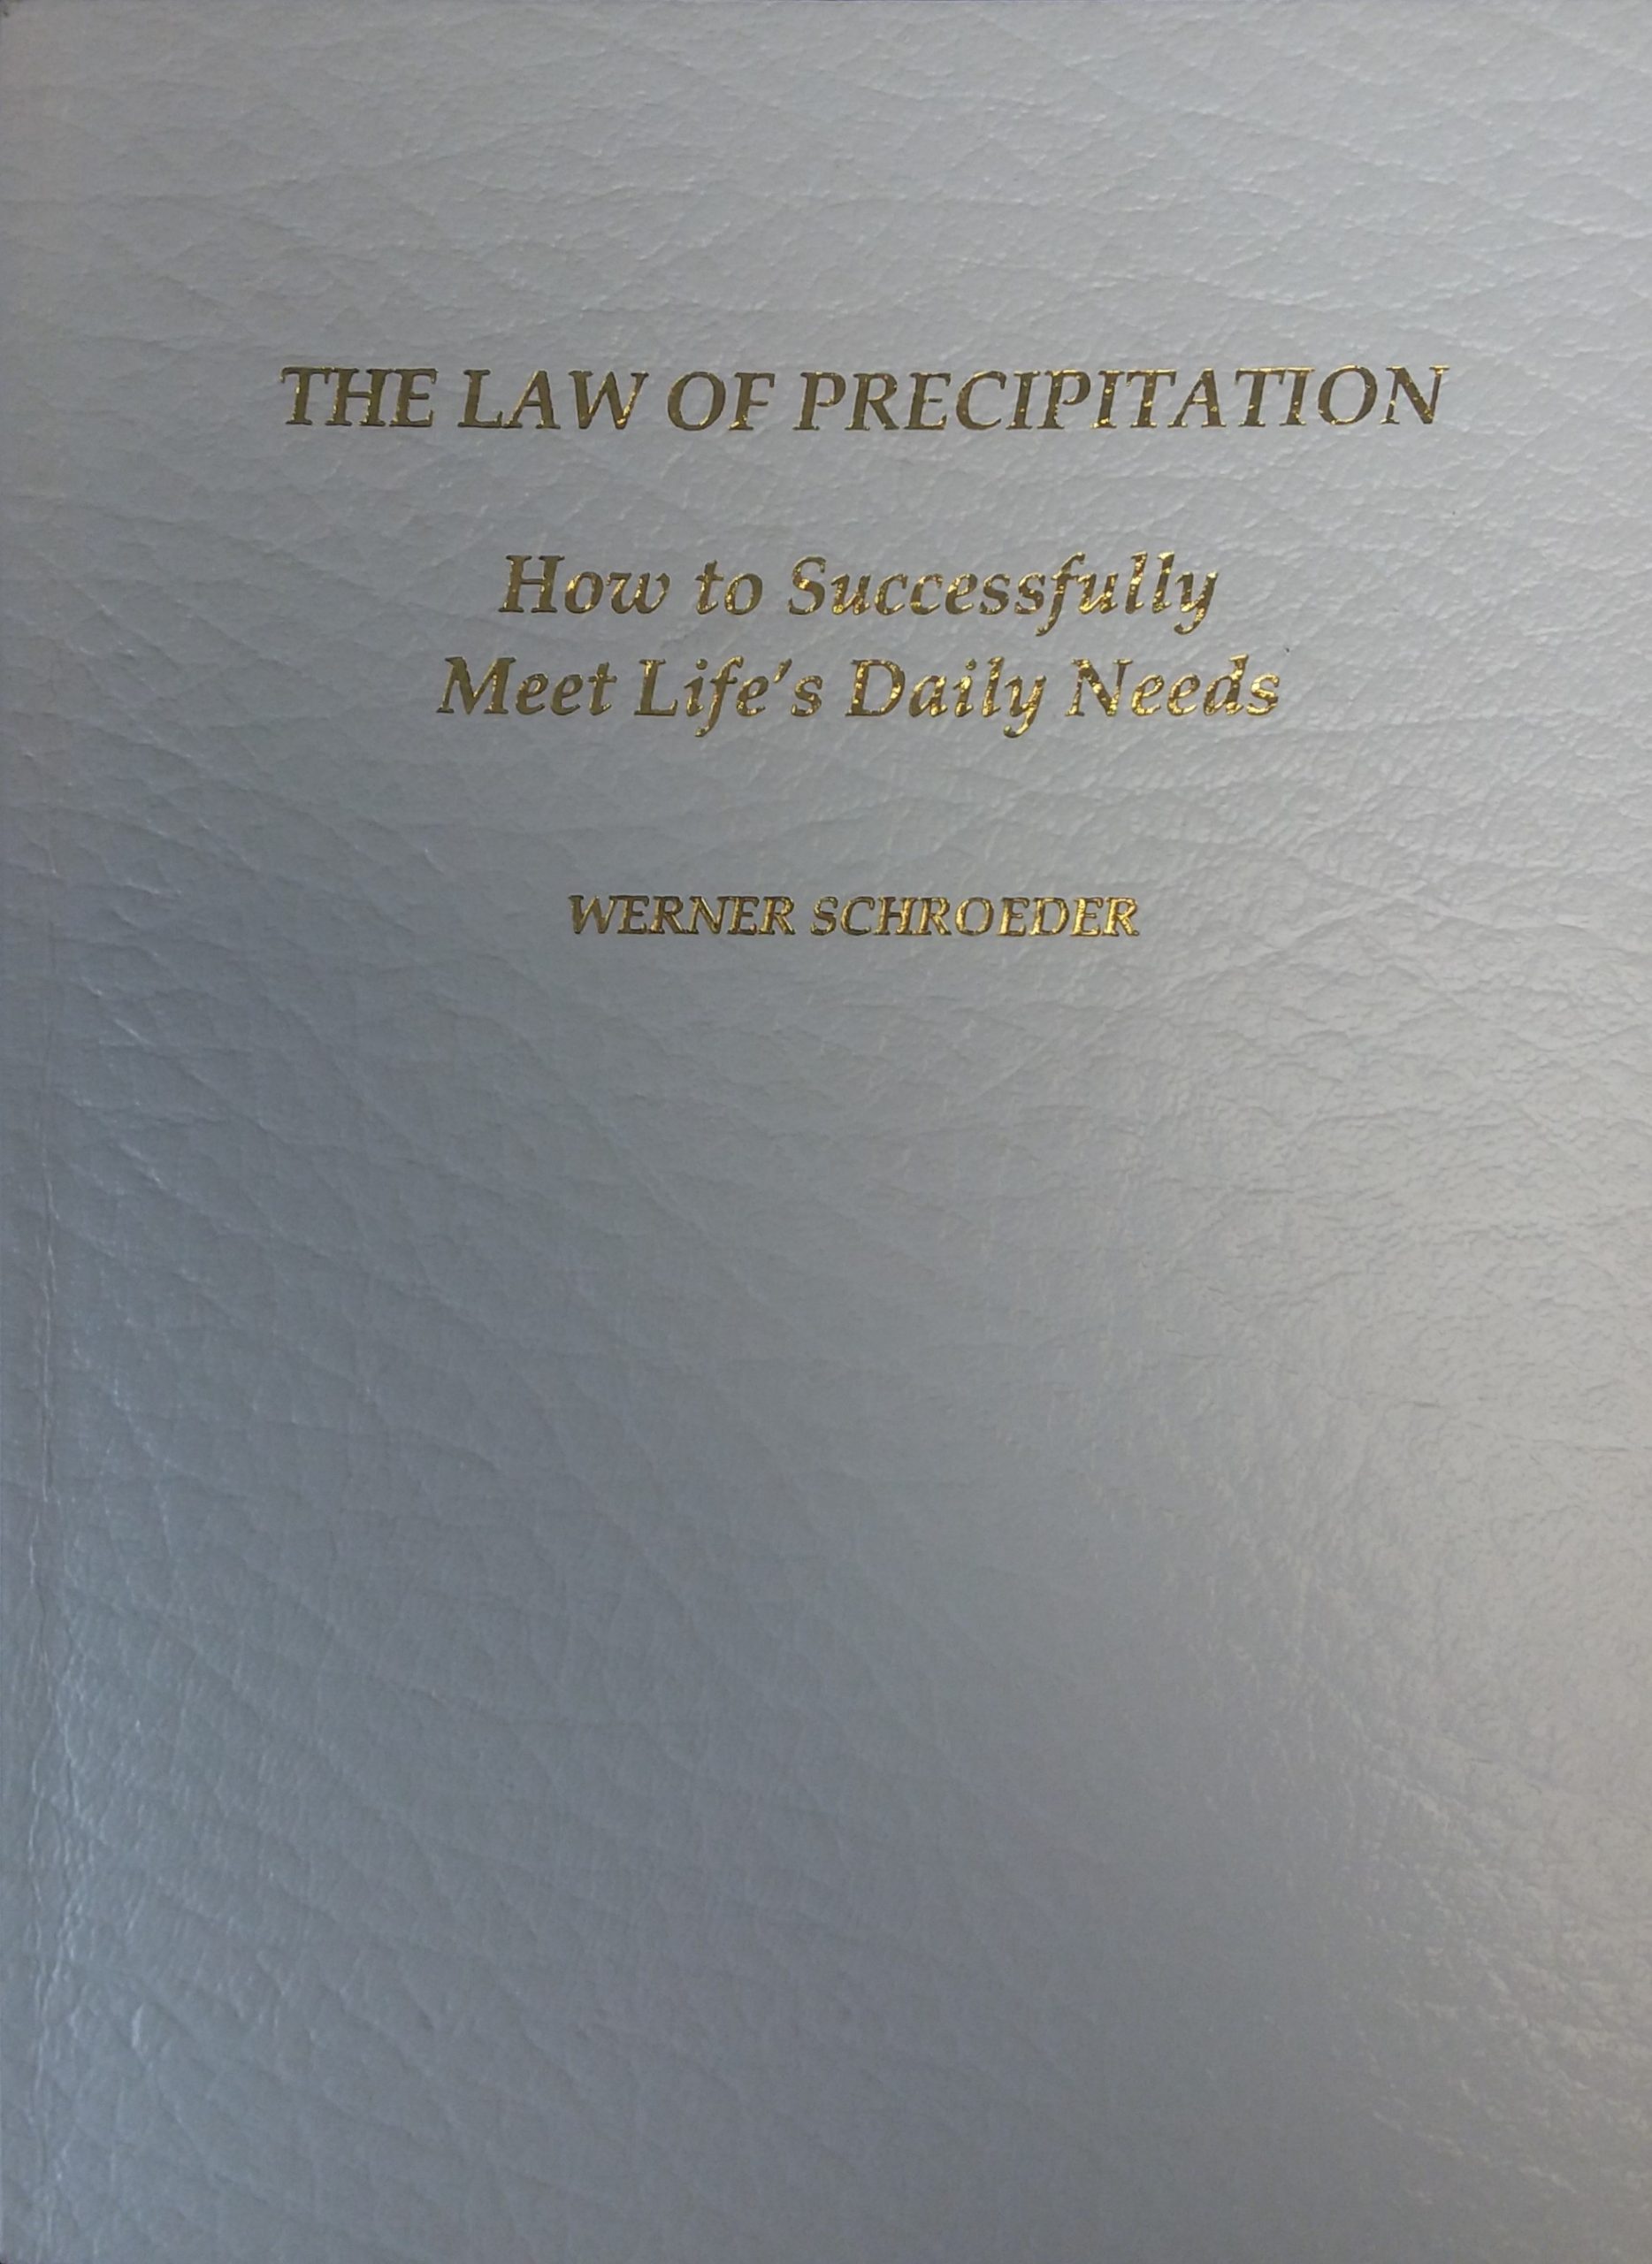 THE LAW OF PRECIPITATION
How to Successfully
Meet Life's Daily Needs
WERNER SCHROEDER